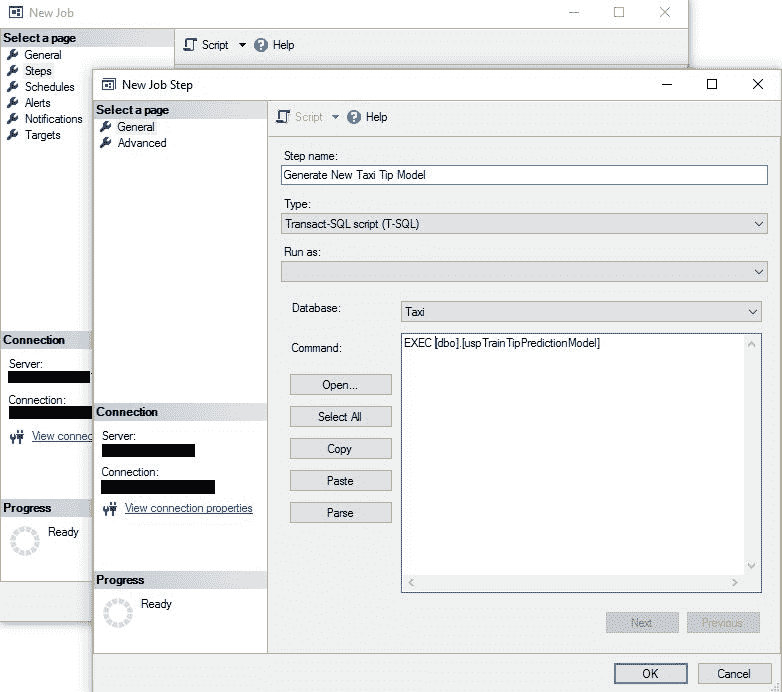 New Job
Select a page
General
Steps
Schedules
Alerts
Notifications
Targets
Script
Help
Connection
Server:
Connection:
View connec
Progress
Ready
New Job Step
Select a page
General
Advanced
Script
Help
Step name:
Generate New Taxi Tip Model
Type:
Transact-SQL script (T-SQL)
Run as:
Database:
Taxi
Command:
EXEC [dbo].[uspTrainTipPredictionModel]
Open...
Select All
Copy
Paste
Parse
Connection
Server:
Connection:
View connection properties
Progress
Ready
Next
Previous
OK
Cancel